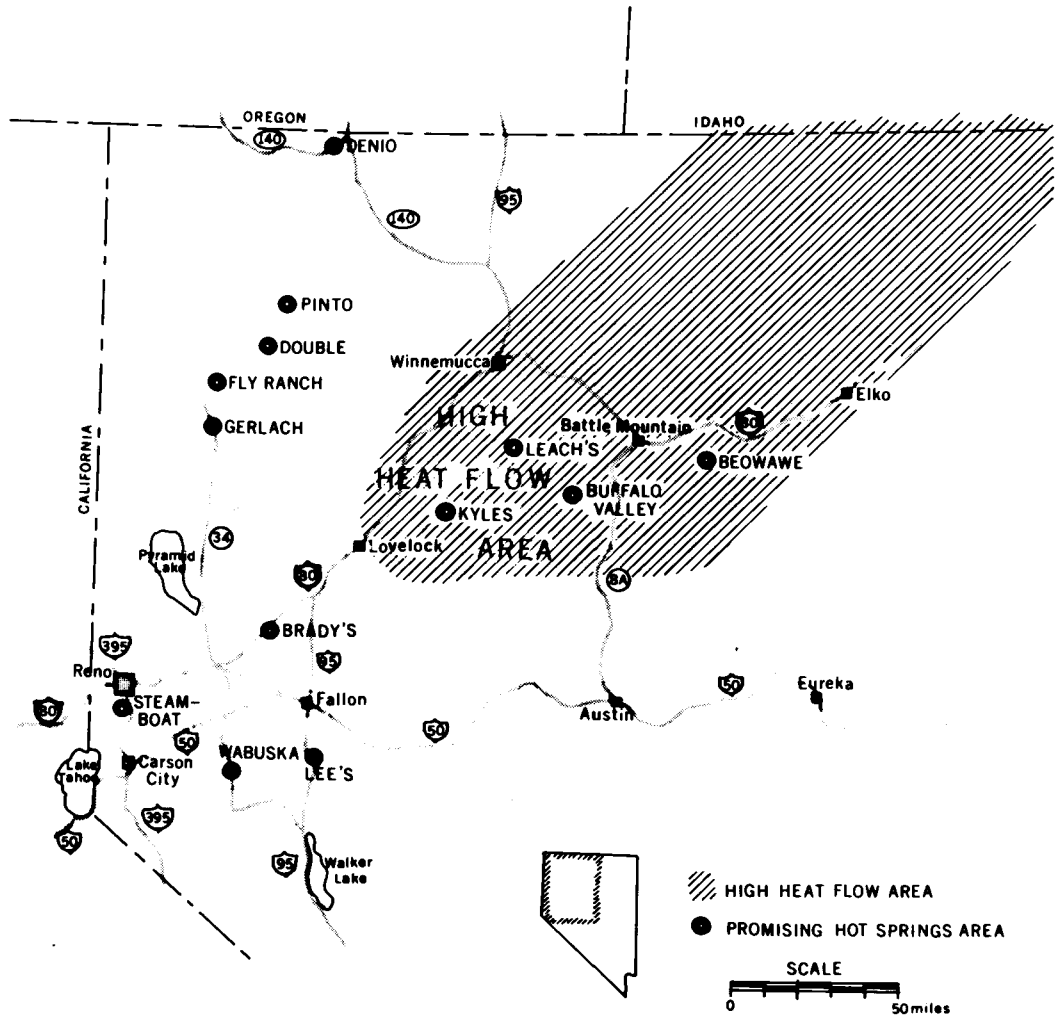 OREGON
IDAHO
140
DENIO
95
140
PINTO
DOUBLE
Winnemucca
FLY RANCH
Elko
HIGH
80
GERLACH
Battle Mountain
LEACH'S
BEOWAWE
CALIFORNIA
HEAT FLOW
BUFFALO
VALLEY
KYLES
34
Lovelock
AREA
Pyramid
Lake
80
8A
BRADY'S
395
95
Reno
50
Eureka
STEAM-
BOAT
80
Fallon
Austin
50
50
WABUSKA
Lake
Tahoe
Carson
City
LEE'S
395
50
95
Walker
Lake
HIGH HEAT FLOW AREA
PROMISING HOT SPRINGS AREA
SCALE
0
50 miles